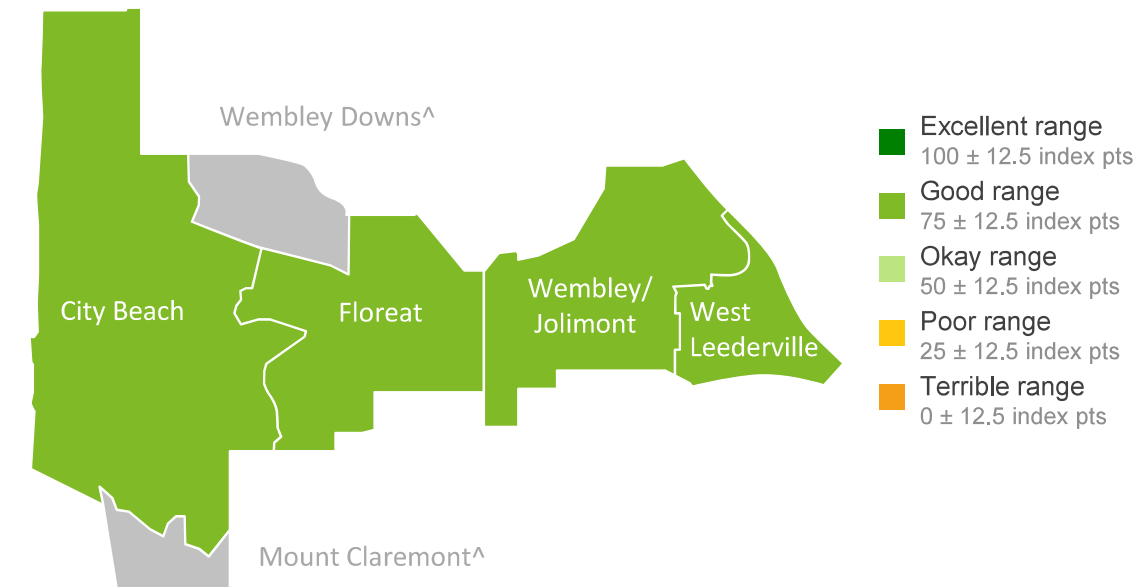 Wembley Downs^
City Beach
Floreat
Wembley/
Jolimont
West
Leederville
Mount Claremont^
Excellent range
100 ± 12.5 index pts
Good range
75 ± 12.5 index pts
Okay range
50 ± 12.5 index pts
Poor range
25 ± 12.5 index pts
Terrible range
0 ± 12.5 index pts